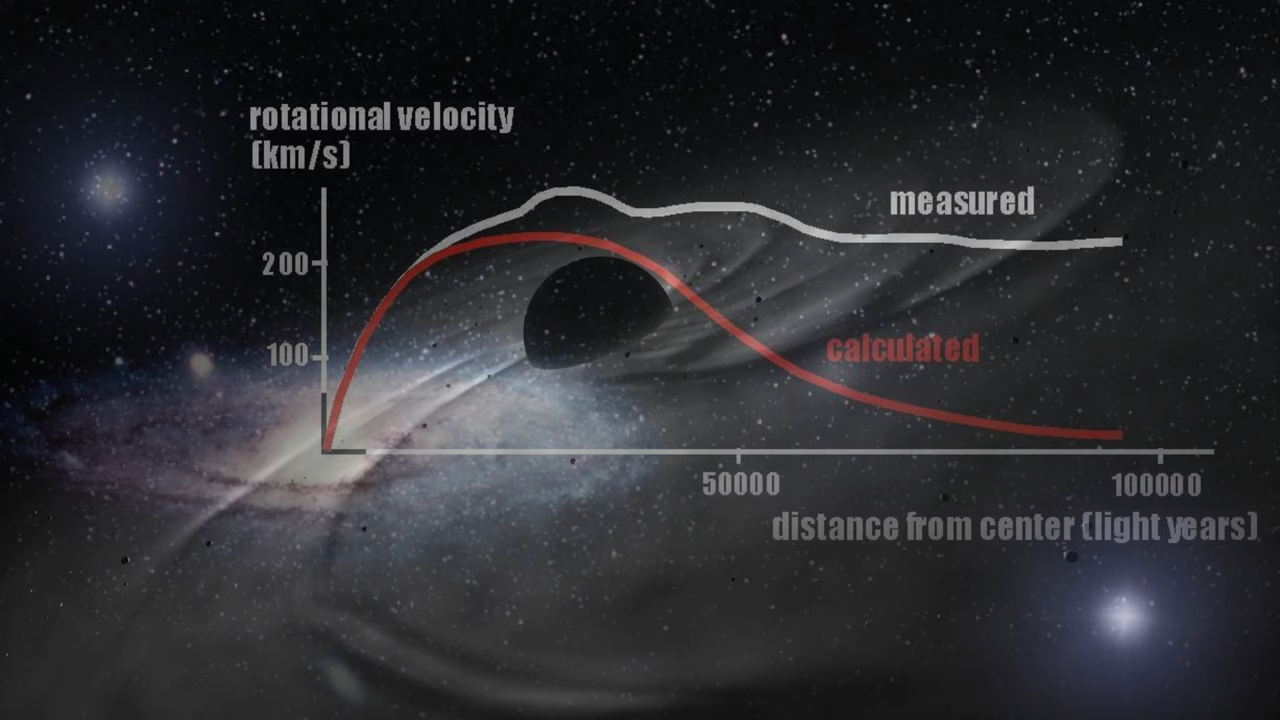 rotational velocity
(km/s)
measured
200
calculated
100
50000
100000
distance from center (light years)